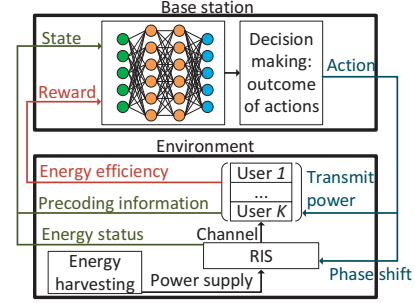 Base station
State
Reward
Decision
making:
outcome
of actions
Action
Environment
Energy efficiency
Precoding information
Energy status
User 1
...
User K
Transmit
power
Channel
RIS
Energy
harvesting
Power supply
Phase shift